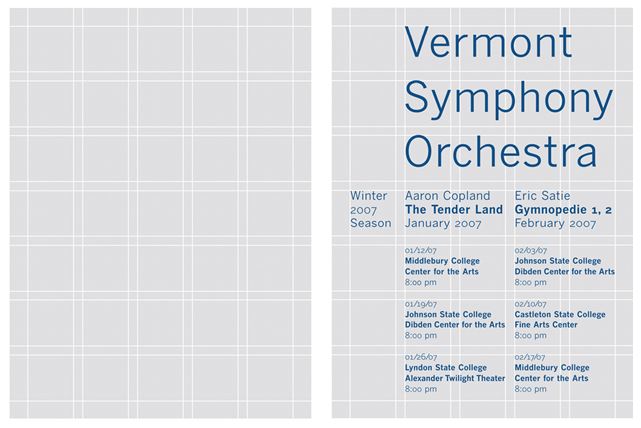 Vermont
Symphony
Orchestra
Winter
2007
Season
Aaron Copland
The Tender Land
January 2007
Eric Satie
Gymnopedie 1, 2
February 2007
01/12/07
Middlebury College
Center for the Arts
8:00 pm
01/19/07
Johnson State College
Dibden Center for the Arts
8:00 pm
01/26/07
Lyndon State College
Alexander Twilight Theater
8:00 pm
02/03/07
Johnson State College
Dibden Center for the Arts
8:00 pm
02/10/07
Castleton State College
Fine Arts Center
8:00 pm
02/17/07
Middlebury College
Center for the Arts
8:00 pm